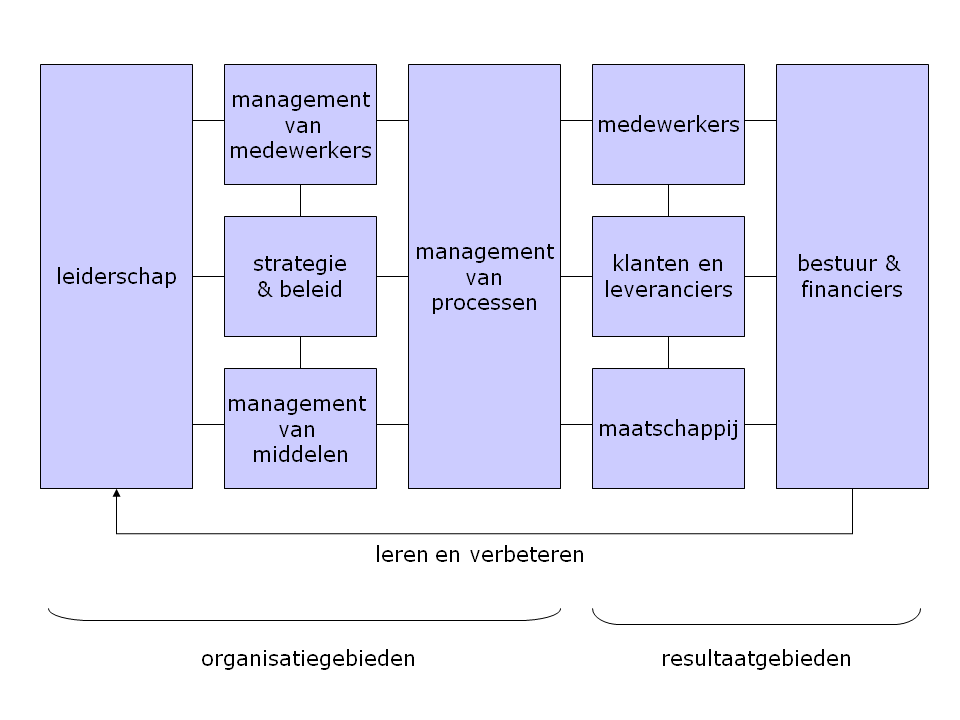 leiderschap
management
van
medewerkers
strategie
& beleid
management
van
middelen
management
van
processen
medewerkers
klanten en
leveranciers
maatschappij
bestuur &
financiers
leren en verbeteren
organisatiegebieden
resultaatgebieden